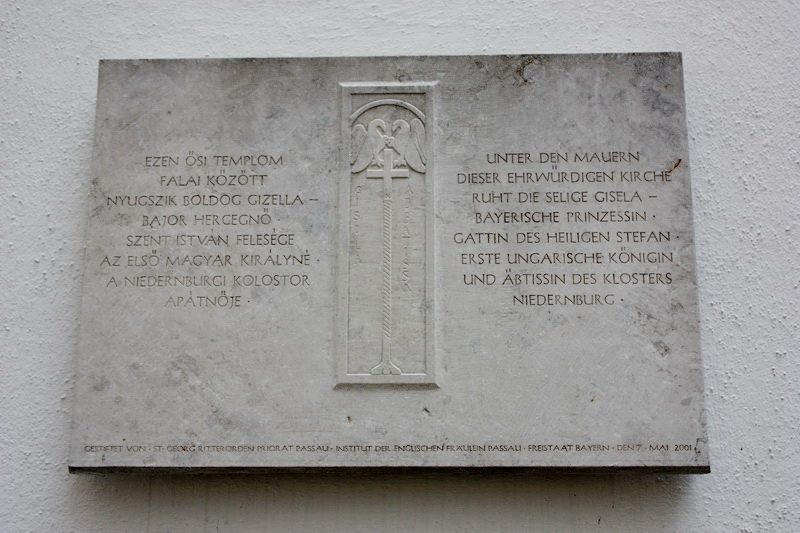 EZEN ŐSI TEMPLOM
FALAI KÖZÖTT
NYUGSZIK BOLDOG GIZELLA –
BAJOR HERCEGNŐ ·
SZENT ISTVÁN FELESÉGE
AZ ELSŐ MAGYAR KIRÁLYNÉ ·
A NIEDERNBURGI KOLOSTOR
APÁTNŐJE ·
UNTER DEN MAUERN
DIESER EHRWÜRDIGEN KIRCHE
RUHT DIE SELIGE GISELA –
BAYERISCHE PRINZESSIN ·
GATTIN DES HEILIGEN STEFAN ·
ERSTE UNGARISCHE KÖNIGIN
UND ÄBTISSIN DES KLOSTERS
NIEDERNBURG ·
GESTIFTET VON · ST· GEORG RITTERORDEN PRIORAT PASSAU · INSTITUT DER ENGLISCHEN FRÄULEIN PASSAU · FREISTAAT BAYERN · DEN 7 · MAI 2001